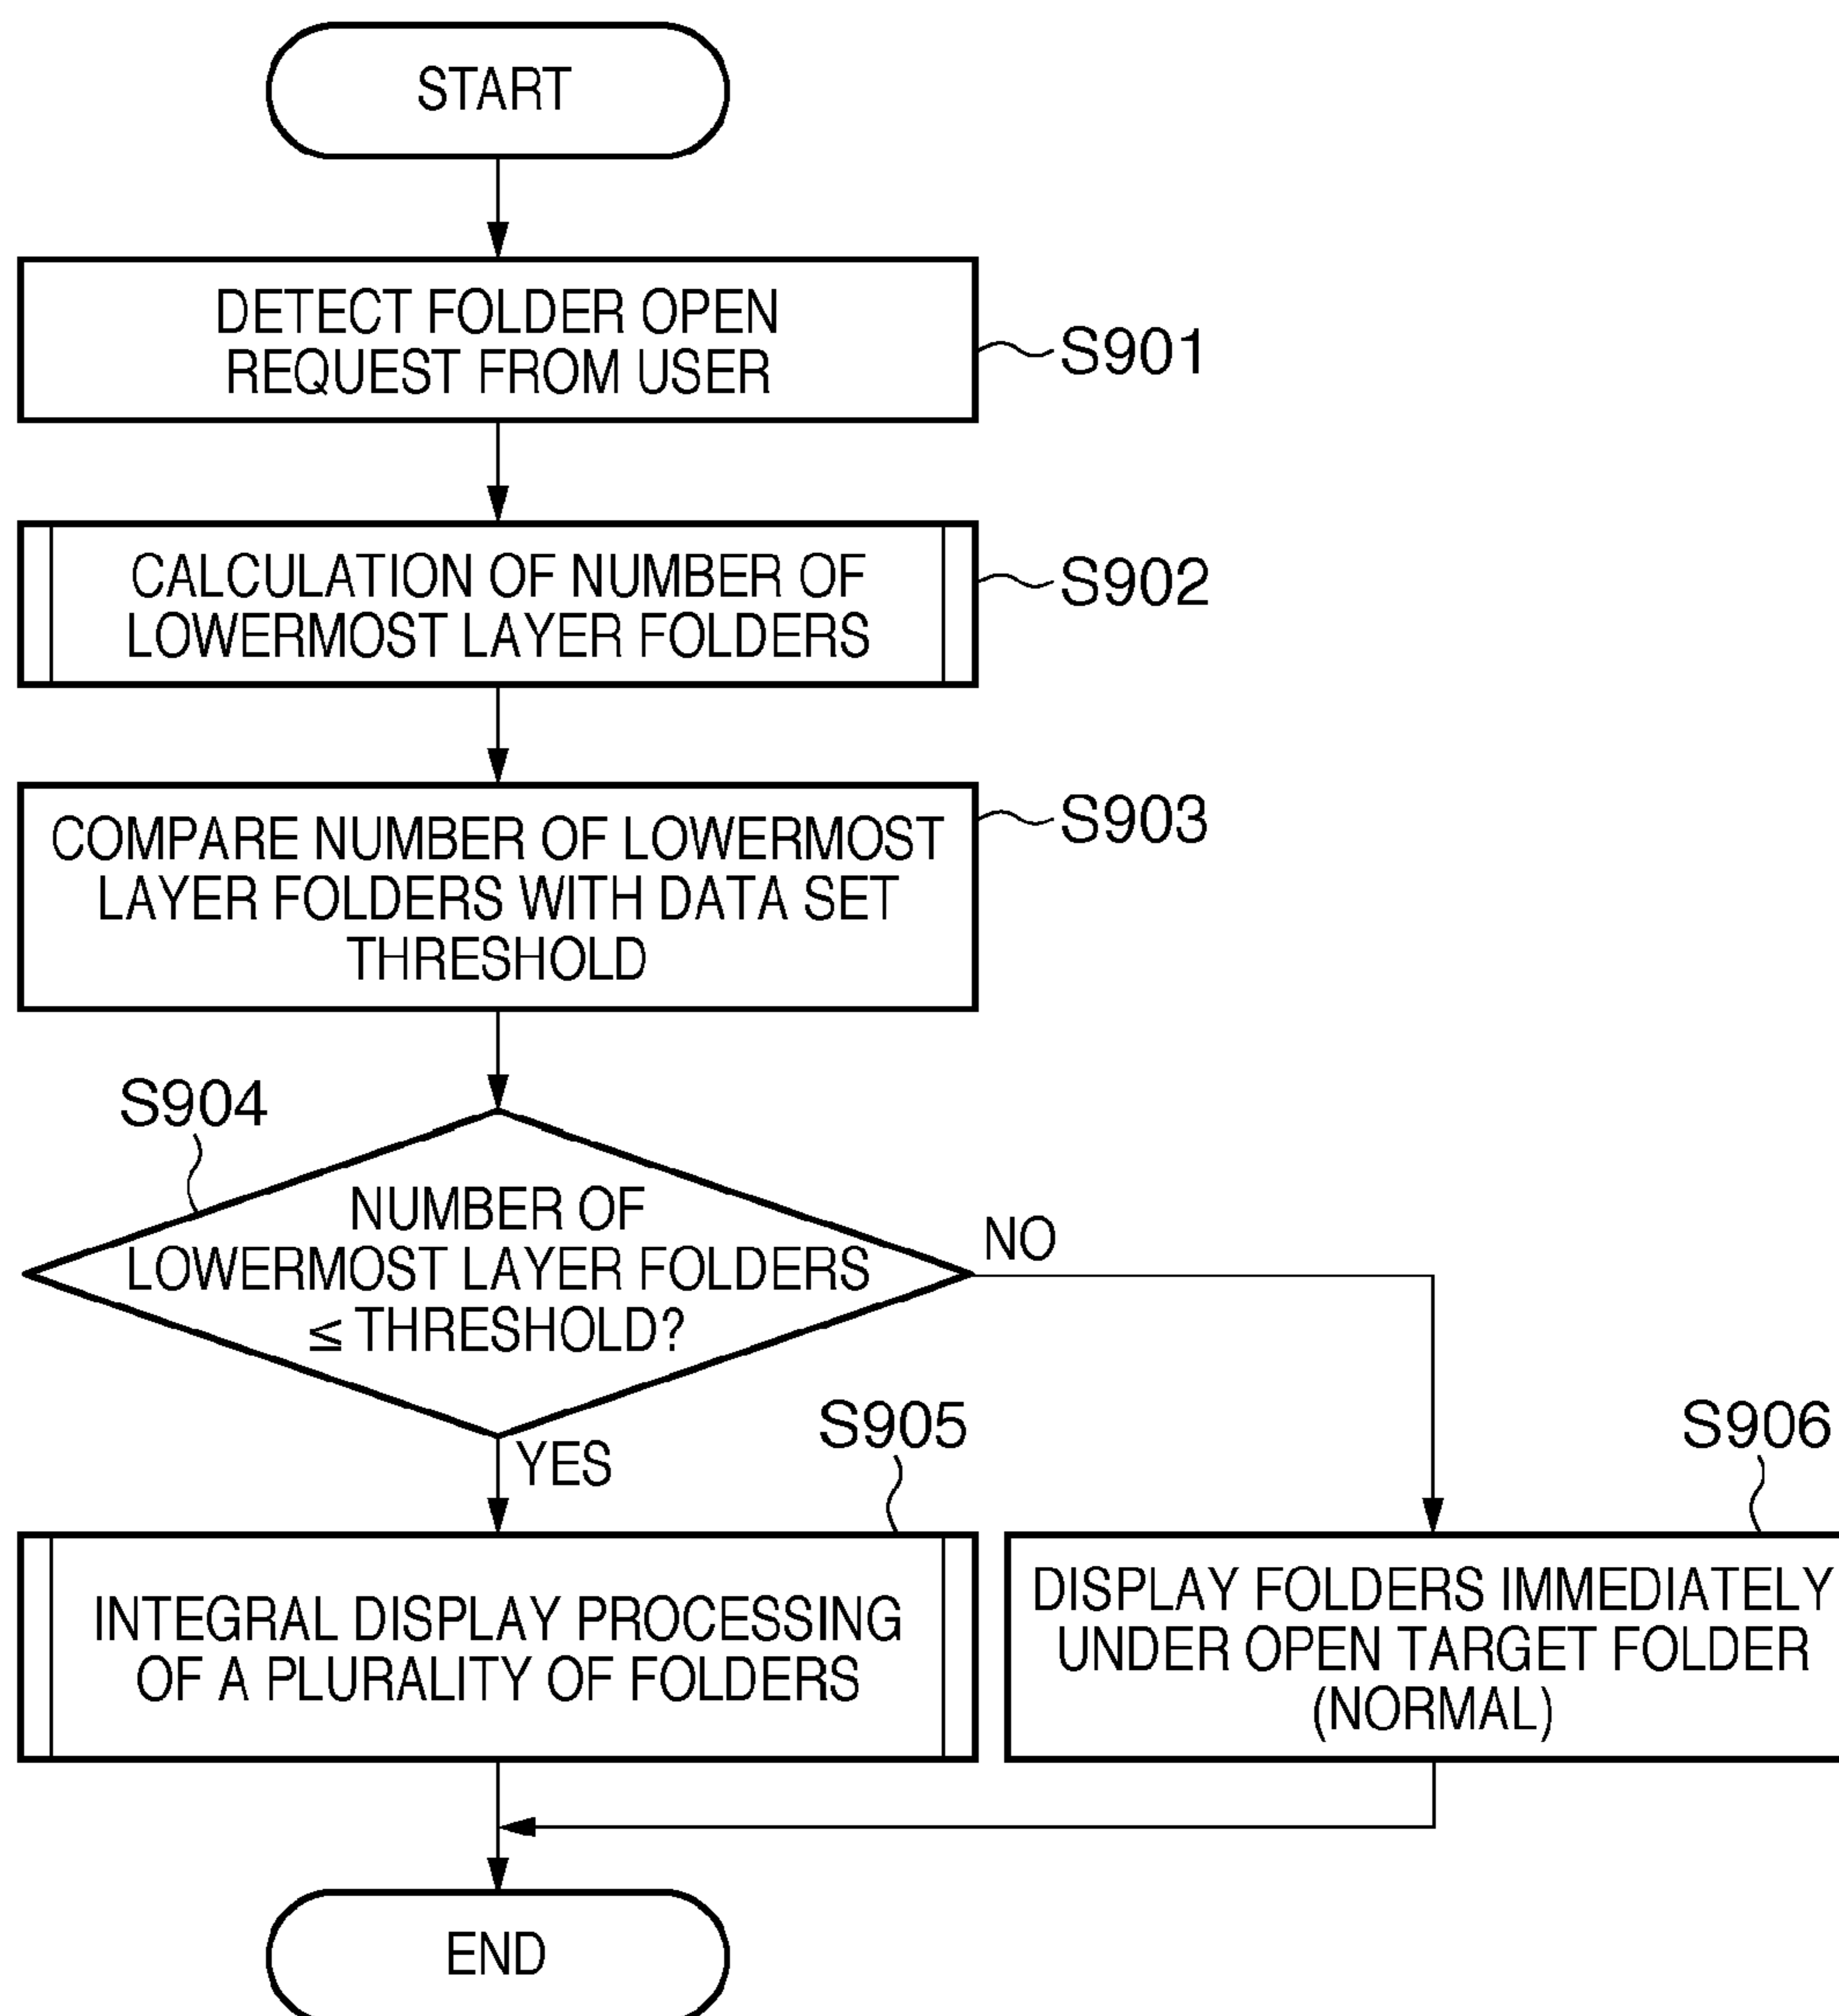 START
DETECT FOLDER OPEN
REQUEST FROM USER
S901
CALCULATION OF NUMBER OF
LOWERMOST LAYER FOLDERS
S902
COMPARE NUMBER OF LOWERMOST
LAYER FOLDERS WITH DATA SET
THRESHOLD
S903
S904
NUMBER OF
LOWERMOST LAYER FOLDERS
≤ THRESHOLD?
NO
YES
S905
INTEGRAL DISPLAY PROCESSING
OF A PLURALITY OF FOLDERS
S906
DISPLAY FOLDERS IMMEDIATELY
UNDER OPEN TARGET FOLDER
(NORMAL)
END